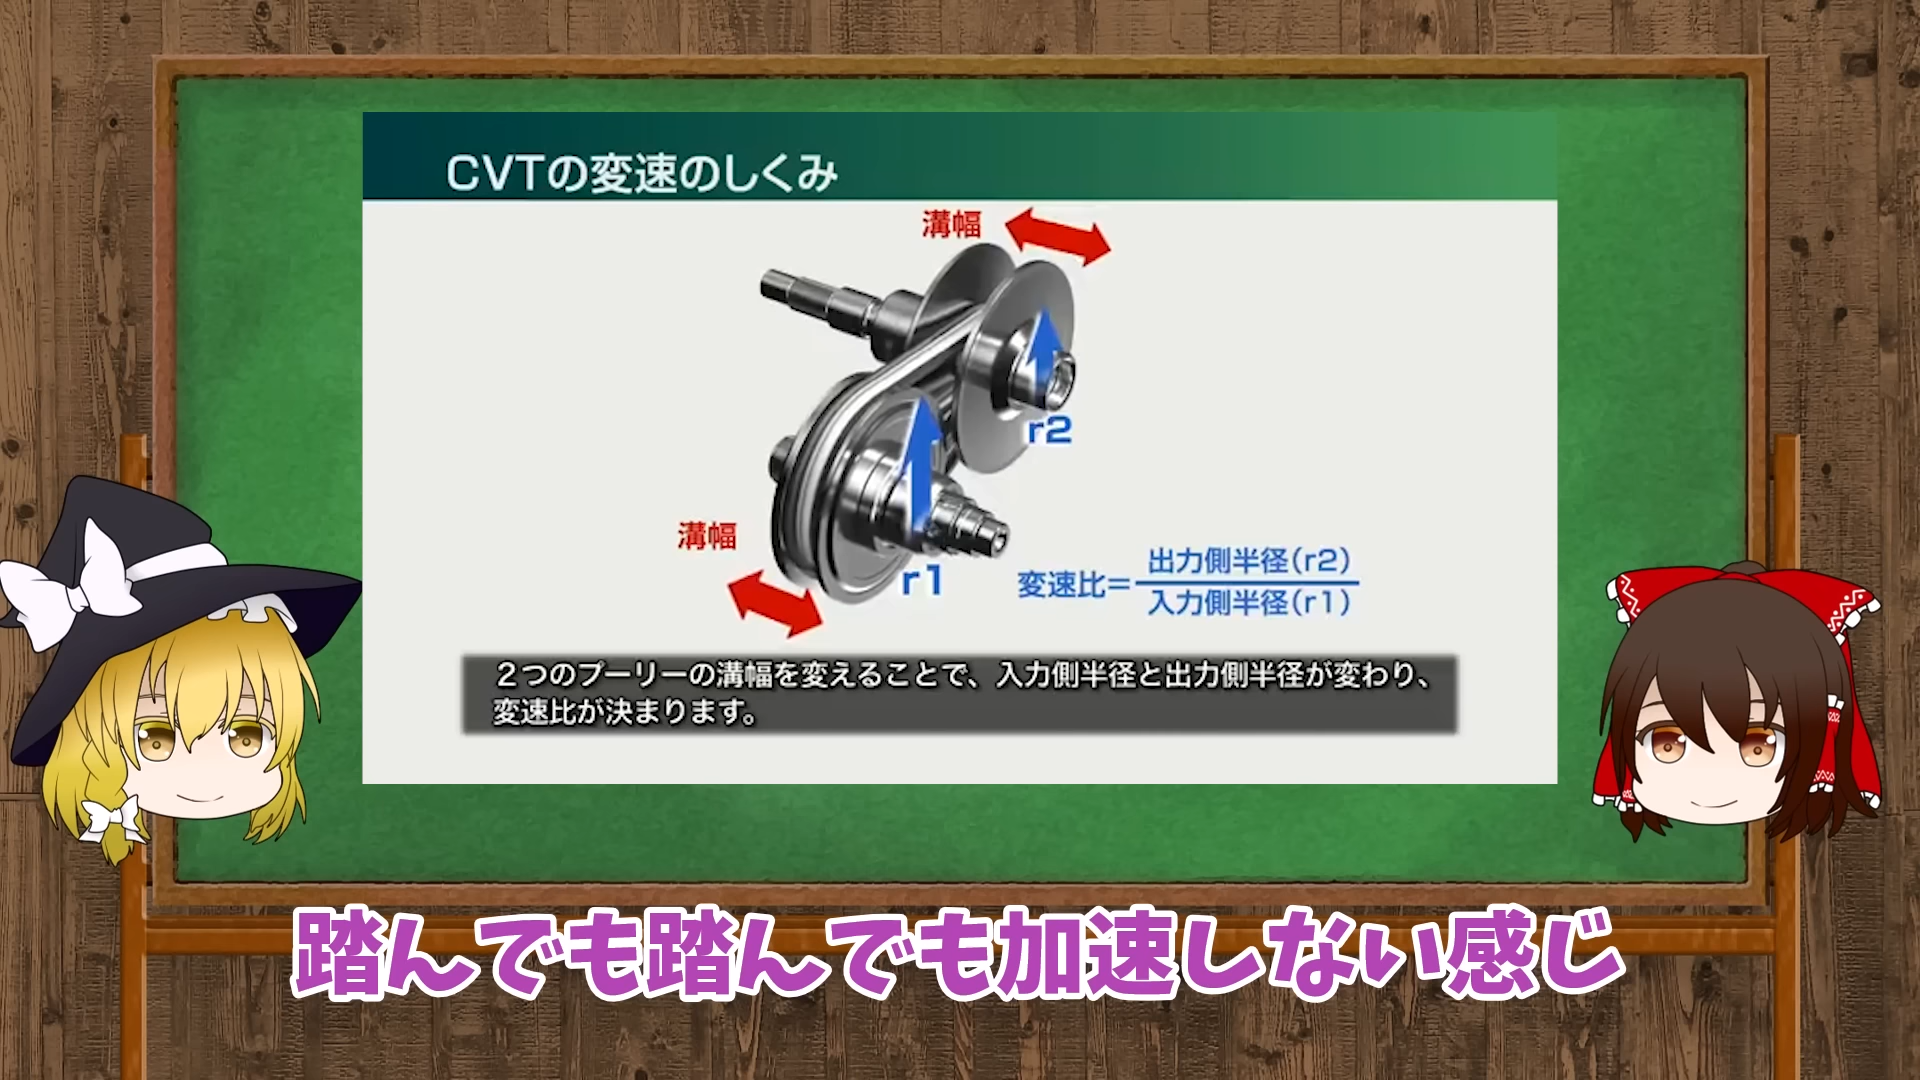 CVTの変速のしくみ
溝幅
r2
溝幅
r1
変速比=出力側半径(r2)
入力側半径(r1)
２つのプーリーの溝幅を変えることで、入力側半径と出力側半径が変わり、
変速比が決まります。
踏んでも踏んでも加速しない感じ